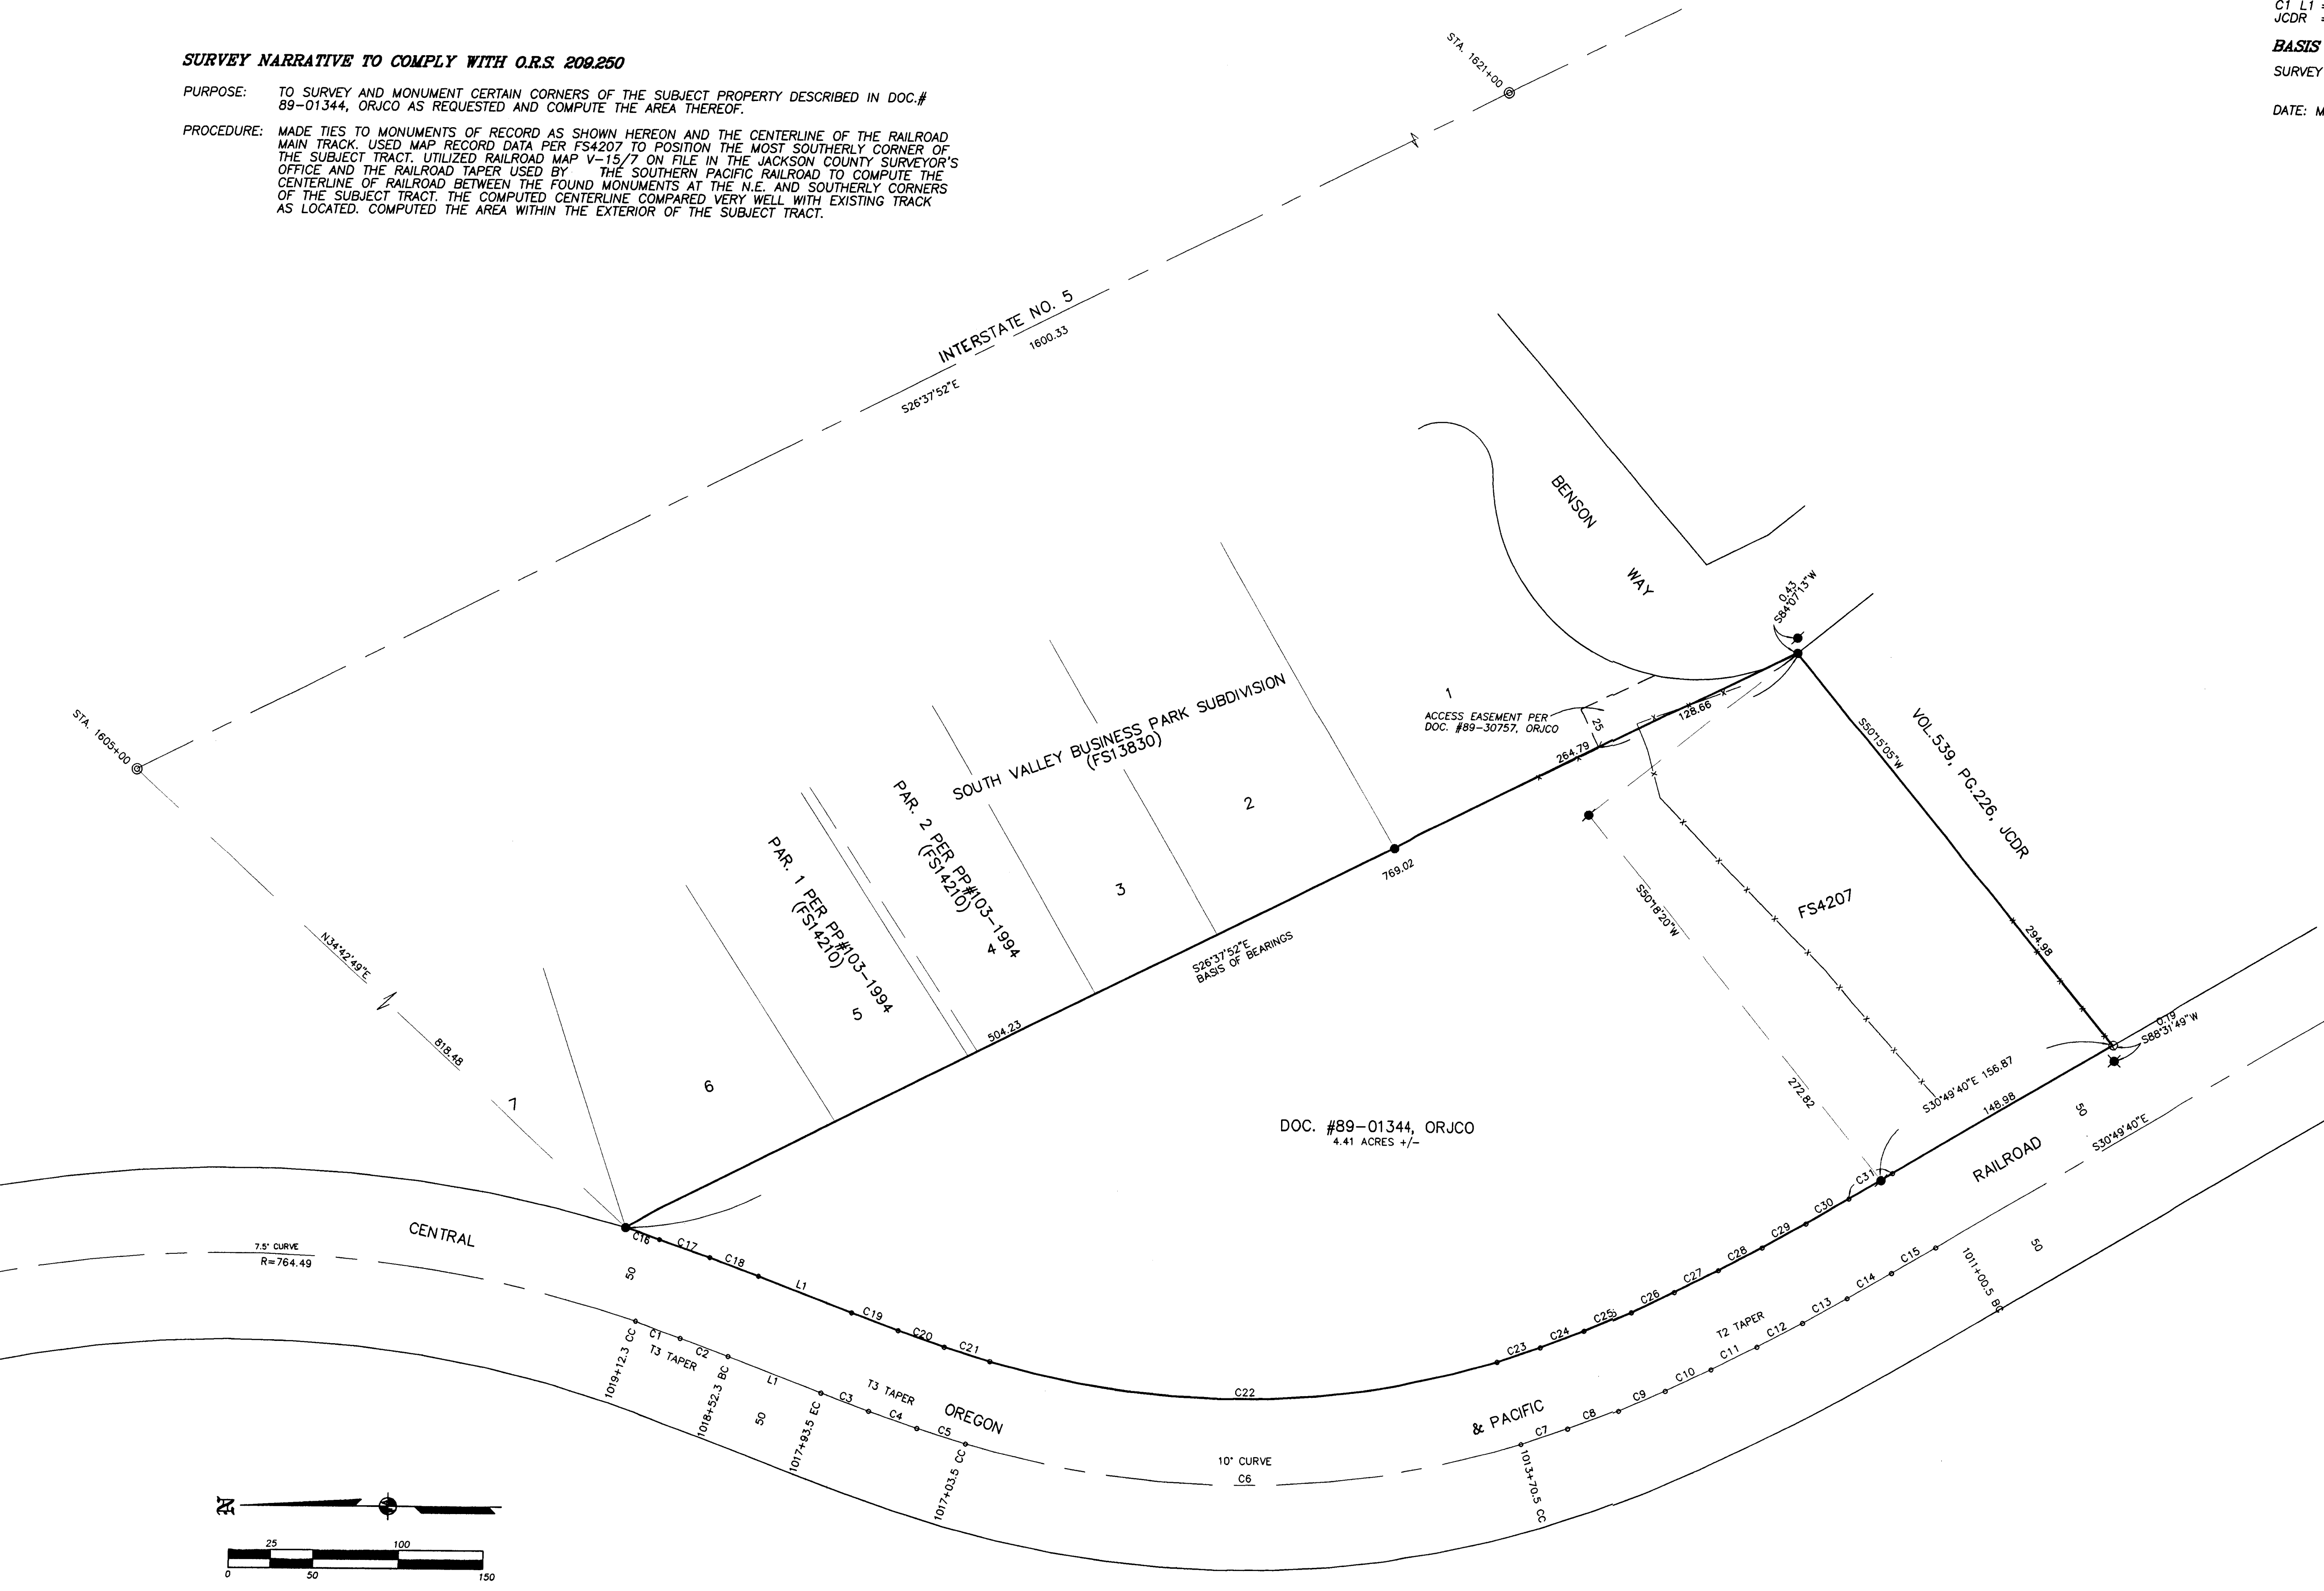 SURVEY NARRATIVE TO COMPLY WITH O.R.S. 209.250
PURPOSE: TO SURVEY AND MONUMENT CERTAIN CORNERS OF THE SUBJECT PROPERTY DESCRIBED IN DOC.#
89-01344, ORJCO AS REQUESTED AND COMPUTE THE AREA THEREOF.
PROCEDURE: MADE TIES TO MONUMENTS OF RECORD AS SHOWN HEREON AND THE CENTERLINE OF THE RAILROAD
MAIN TRACK. USED MAP RECORD DATA PER FS4207 TO POSITION THE MOST SOUTHERLY CORNER OF
THE SUBJECT TRACT. UTILIZED RAILROAD MAP V-15/7 ON FILE IN THE JACKSON COUNTY SURVEYOR'S
OFFICE AND THE RAILROAD TAPER USED BY THE SOUTHERN PACIFIC RAILROAD TO COMPUTE THE
CENTERLINE OF RAILROAD BETWEEN THE FOUND MONUMENTS AT THE N.E. AND SOUTHERLY CORNERS
OF THE SUBJECT TRACT. THE COMPUTED CENTERLINE COMPARED VERY WELL WITH EXISTING TRACK
AS LOCATED. COMPUTED THE AREA WITHIN THE EXTERIOR OF THE SUBJECT TRACT.
C1 L1 =
JCDR =
BASIS
SURVEY
DATE: M
STA. 1621+00
INTERSTATE NO. 5
1600.33
S26°37'52"E
STA. 1605+00
BENSON
WAY
0.43
S84°07'13"W
1
ACCESS EASEMENT PER
DOC. #89-30757, ORJCO
25
128.66
264.79
S50°15'05"W
VOL.539, PG.226, JCDR
SOUTH VALLEY BUSINESS PARK SUBDIVISION
(FS13830)
2
3
PAR. 2 PER PP#103-1994
(FS14210)
4
PAR. 1 PER PP#103-1994
(FS14210)
5
6
7
769.02
S26°37'52"E
BASIS OF BEARINGS
504.23
N34°42'49"E
818.48
FS4207
S50°18'20"W
272.82
294.98
0.79
S88°31'49"W
S30°49'40"E 156.87
148.98
50
S30°49'40"E
RAILROAD
50
DOC. #89-01344, ORJCO
4.41 ACRES +/-
CENTRAL
7.5° CURVE
R=764.49
50
C16
C17
C18
L1
C19
C20
C21
C22
C23
C24
C25
C26
C27
C28
C29
C30
C31
C1
C2
T3 TAPER
L1
50
C3
T3 TAPER
C4
C5
OREGON
10° CURVE
C6
& PACIFIC
C7
C8
C9
C10
C11
T2 TAPER
C12
C13
C14
C15
1019+12.3 CC
1018+52.3 BC
1017+93.5 EC
1017+03.5 CC
1013+70.5 CC
1011+00.5 BC
N
25
100
0
50
150